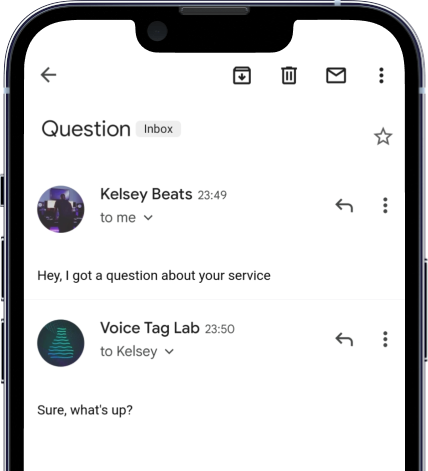 Question Inbox
Kelsey Beats 23:49
to me
Hey, I got a question about your service
Voice Tag Lab 23:50
to Kelsey
Sure, what's up?